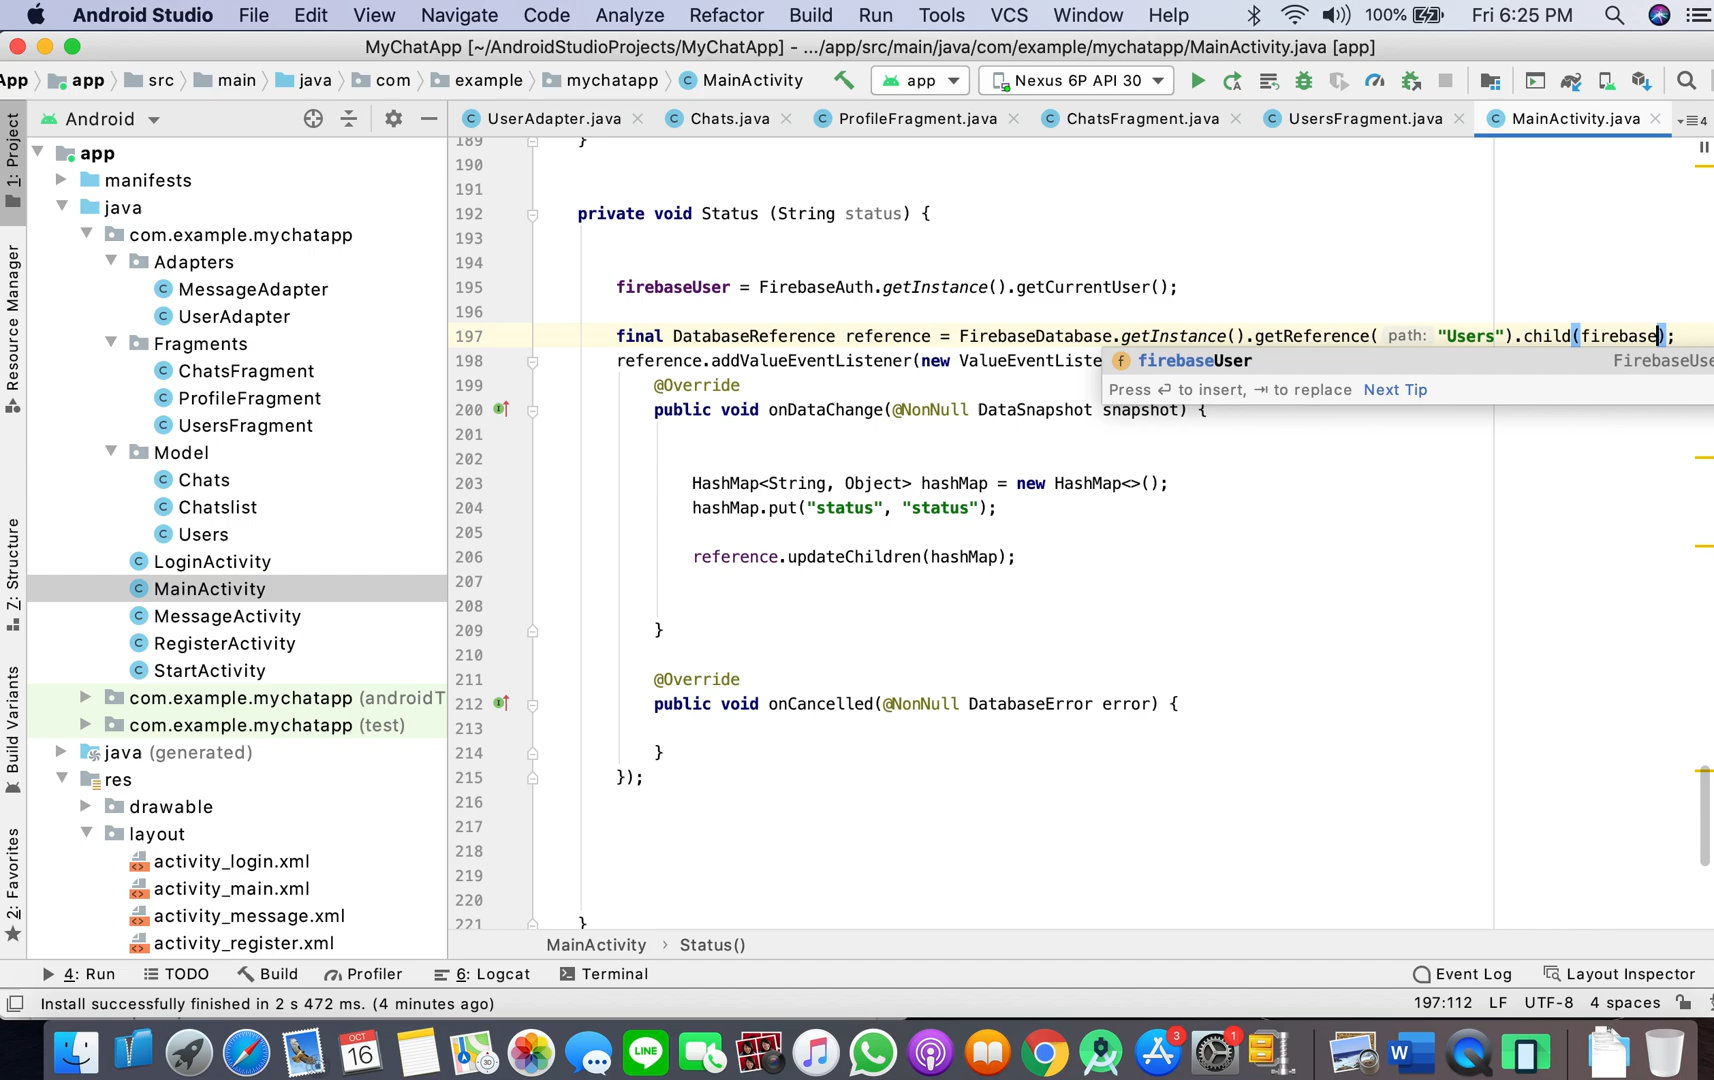 Android Studio File Edit View Navigate Code Analyze Refactor Build Run Tools VCS Window Help 100% Fri 6:25 PM
MyChatApp [~/AndroidStudioProjects/MyChatApp] - .../app/src/main/java/com/example/mychatapp/MainActivity.java [app]
App app src main java com example mychatapp MainActivity app Nexus 6P API 30
Android UserAdapter.java Chats.java ProfileFragment.java ChatsFragment.java UsersFragment.java MainActivity.java 4
1: Project
Resource Manager
7: Structure
Build Variants
2: Favorites
app
manifests
java
com.example.mychatapp
Adapters
MessageAdapter
UserAdapter
Fragments
ChatsFragment
ProfileFragment
UsersFragment
Model
Chats
Chatslist
Users
LoginActivity
MainActivity
MessageActivity
RegisterActivity
StartActivity
com.example.mychatapp (androidT
com.example.mychatapp (test)
java (generated)
res
drawable
layout
activity_login.xml
activity_main.xml
activity_message.xml
activity_register.xml
189 }
190
191
192 private void Status (String status) {
193
194
195 firebaseUser = FirebaseAuth.getInstance().getCurrentUser();
196
197 final DatabaseReference reference = FirebaseDatabase.getInstance().getReference( path: "Users").child(firebase);
198 reference.addValueEventListener(new ValueEventListe
firebaseUser FirebaseUse
Press ⏎ to insert, ⇥ to replace Next Tip
199 @Override
200 public void onDataChange(@NonNull DataSnapshot snapshot) {
201
202
203 HashMap<String, Object> hashMap = new HashMap<>();
204 hashMap.put("status", "status");
205
206 reference.updateChildren(hashMap);
207
208
209 }
210
211 @Override
212 public void onCancelled(@NonNull DatabaseError error) {
213
214 }
215 });
216
217
218
219
220
221 }
MainActivity › Status()
4: Run TODO Build Profiler 6: Logcat Terminal Event Log Layout Inspector
Install successfully finished in 2 s 472 ms. (4 minutes ago) 197:112 LF UTF-8 4 spaces
OCT
16
LINE
3
1
W